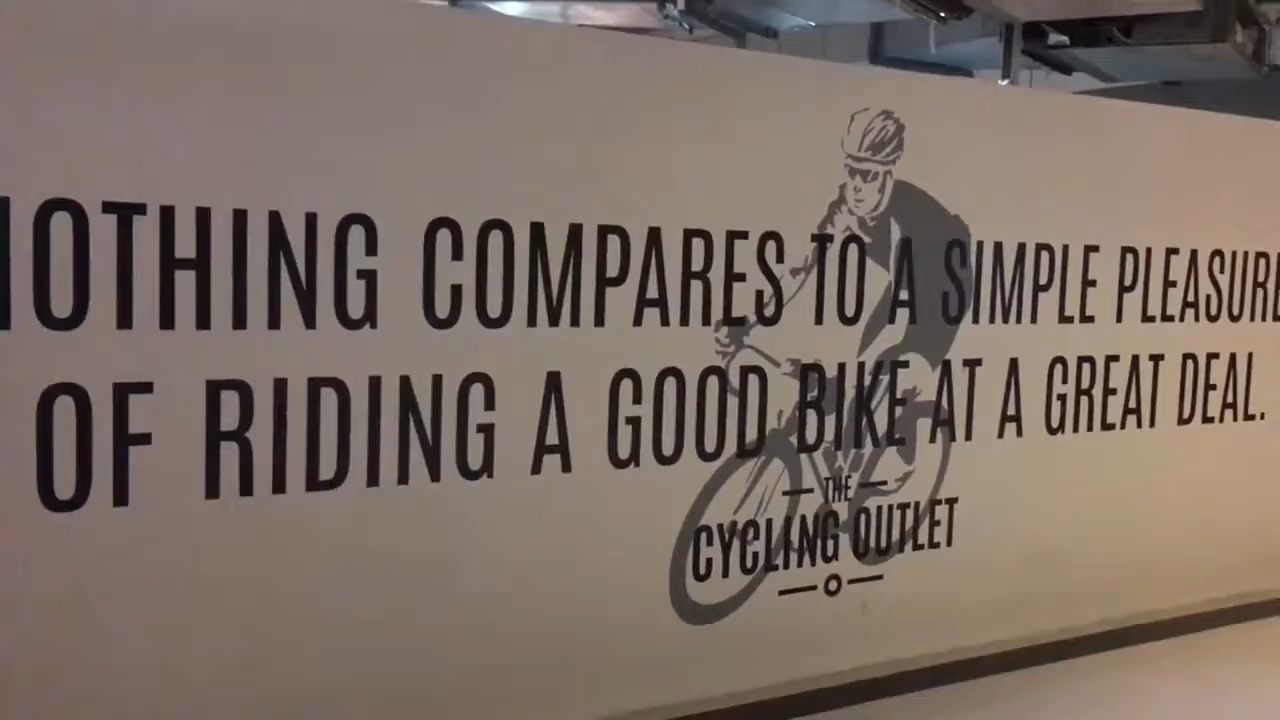 NOTHING COMPARES TO A SIMPLE PLEASURE
OF RIDING A GOOD BIKE AT A GREAT DEAL.
THE
CYCLING OUTLET